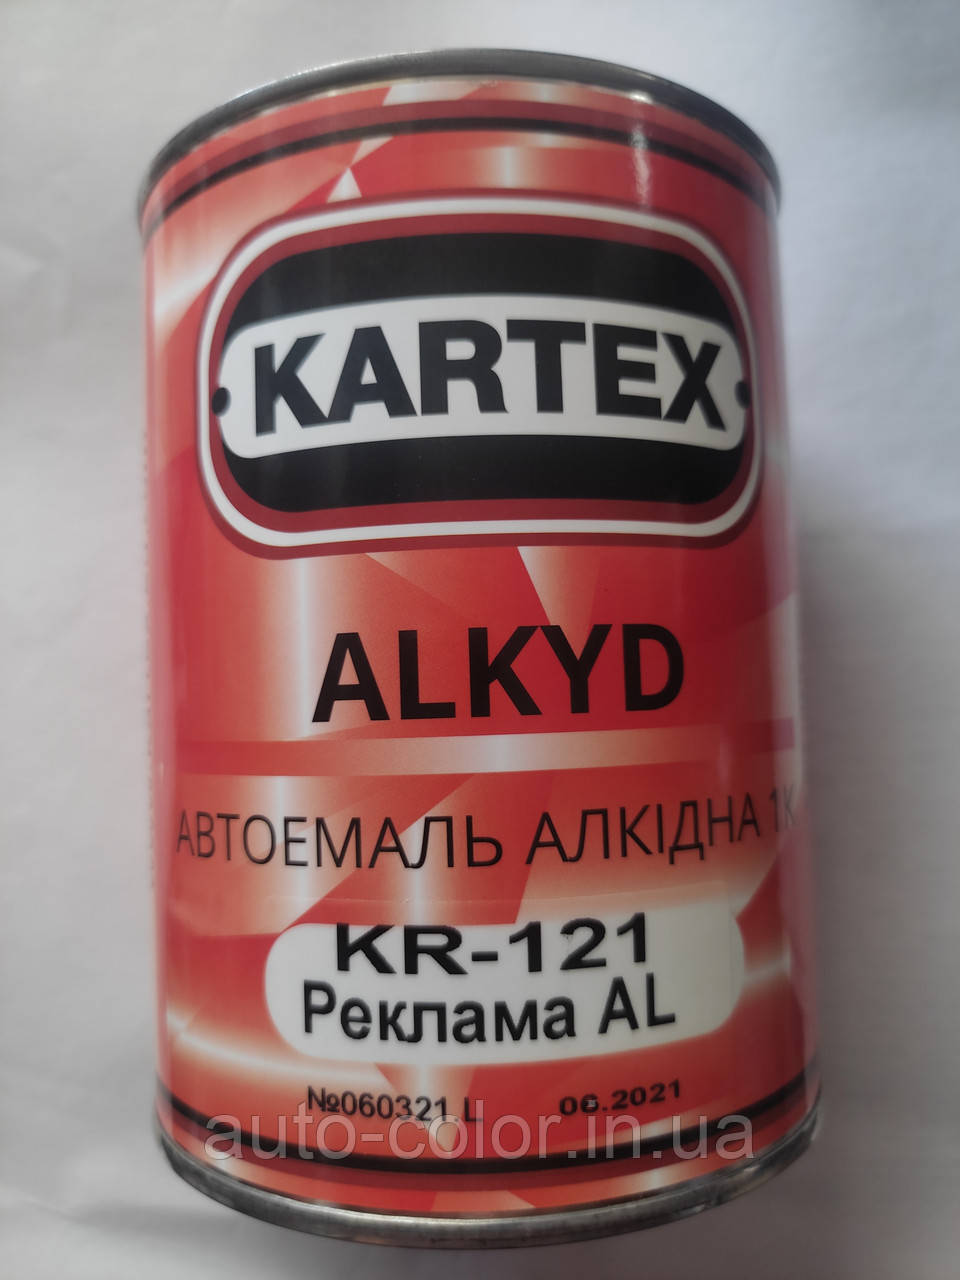 KARTEX
ALKYD
АВТОЕМАЛЬ АЛКІДНА 1К
KR-121
Реклама AL
№060321 L 06.2021
auto-color.in.ua